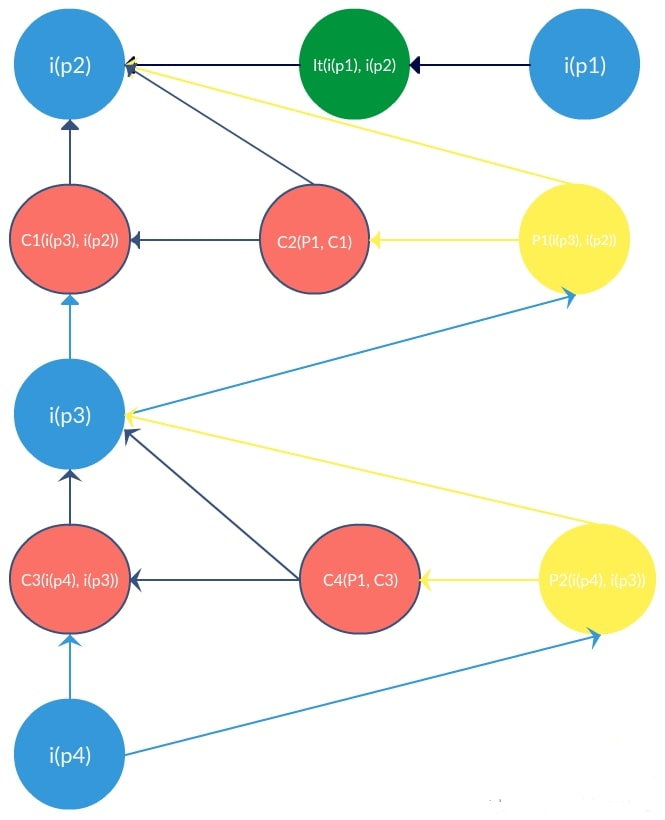 i(p2)
It(i(p1), i(p2)
i(p1)
C1(i(p3), i(p2))
C2(P1, C1)
P1(i(p3), i(p2))
i(p3)
C3(i(p4), i(p3))
C4(P1, C3)
P2(i(p4), i(p3))
i(p4)